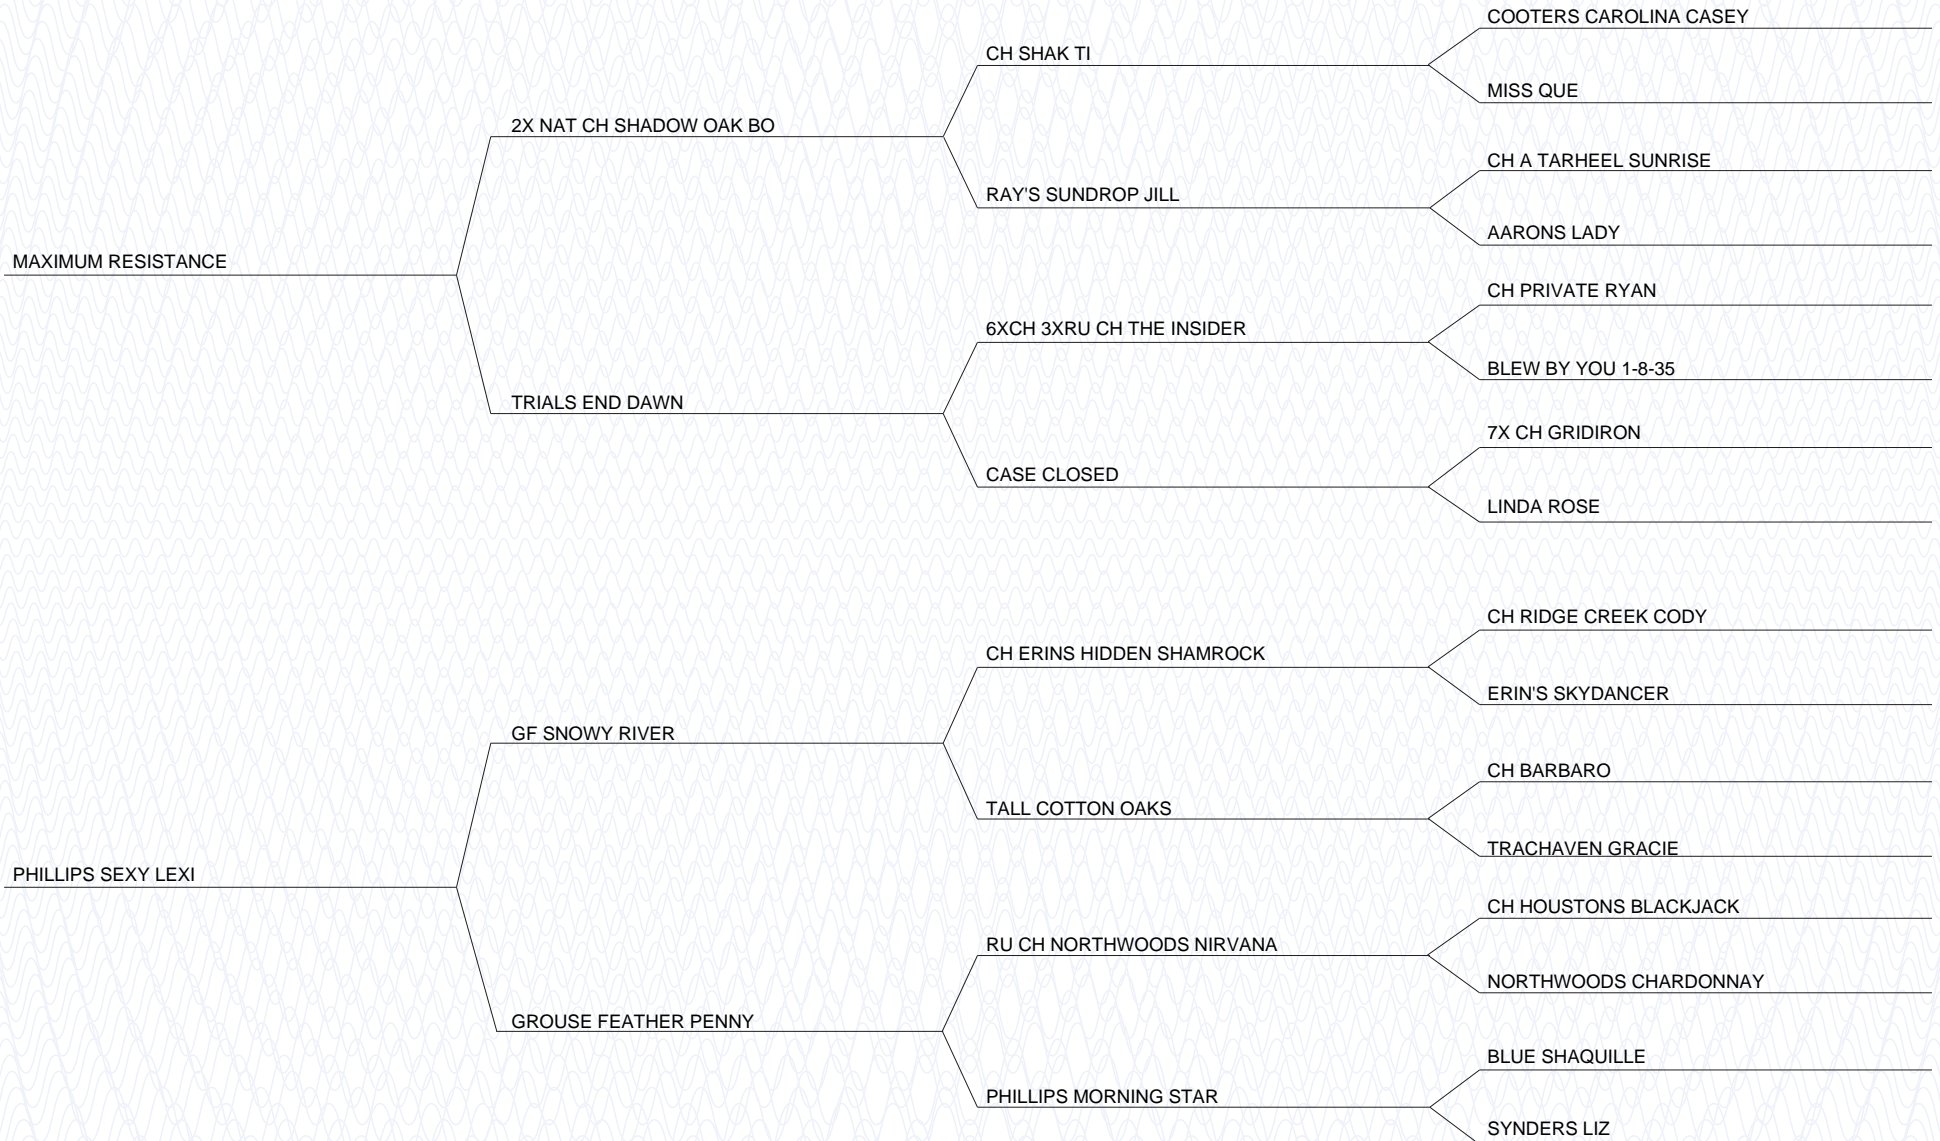 COOTERS CAROLINA CASEY
CH SHAK TI
MISS QUE
2X NAT CH SHADOW OAK BO
CH A TARHEEL SUNRISE
RAY'S SUNDROP JILL
AARONS LADY
MAXIMUM RESISTANCE
CH PRIVATE RYAN
6XCH 3XRU CH THE INSIDER
BLEW BY YOU 1-8-35
TRIALS END DAWN
7X CH GRIDIRON
CASE CLOSED
LINDA ROSE
CH RIDGE CREEK CODY
CH ERINS HIDDEN SHAMROCK
ERIN'S SKYDANCER
GF SNOWY RIVER
CH BARBARO
TALL COTTON OAKS
TRACHAVEN GRACIE
PHILLIPS SEXY LEXI
CH HOUSTONS BLACKJACK
RU CH NORTHWOODS NIRVANA
NORTHWOODS CHARDONNAY
GROUSE FEATHER PENNY
BLUE SHAQUILLE
PHILLIPS MORNING STAR
SYNDERS LIZ